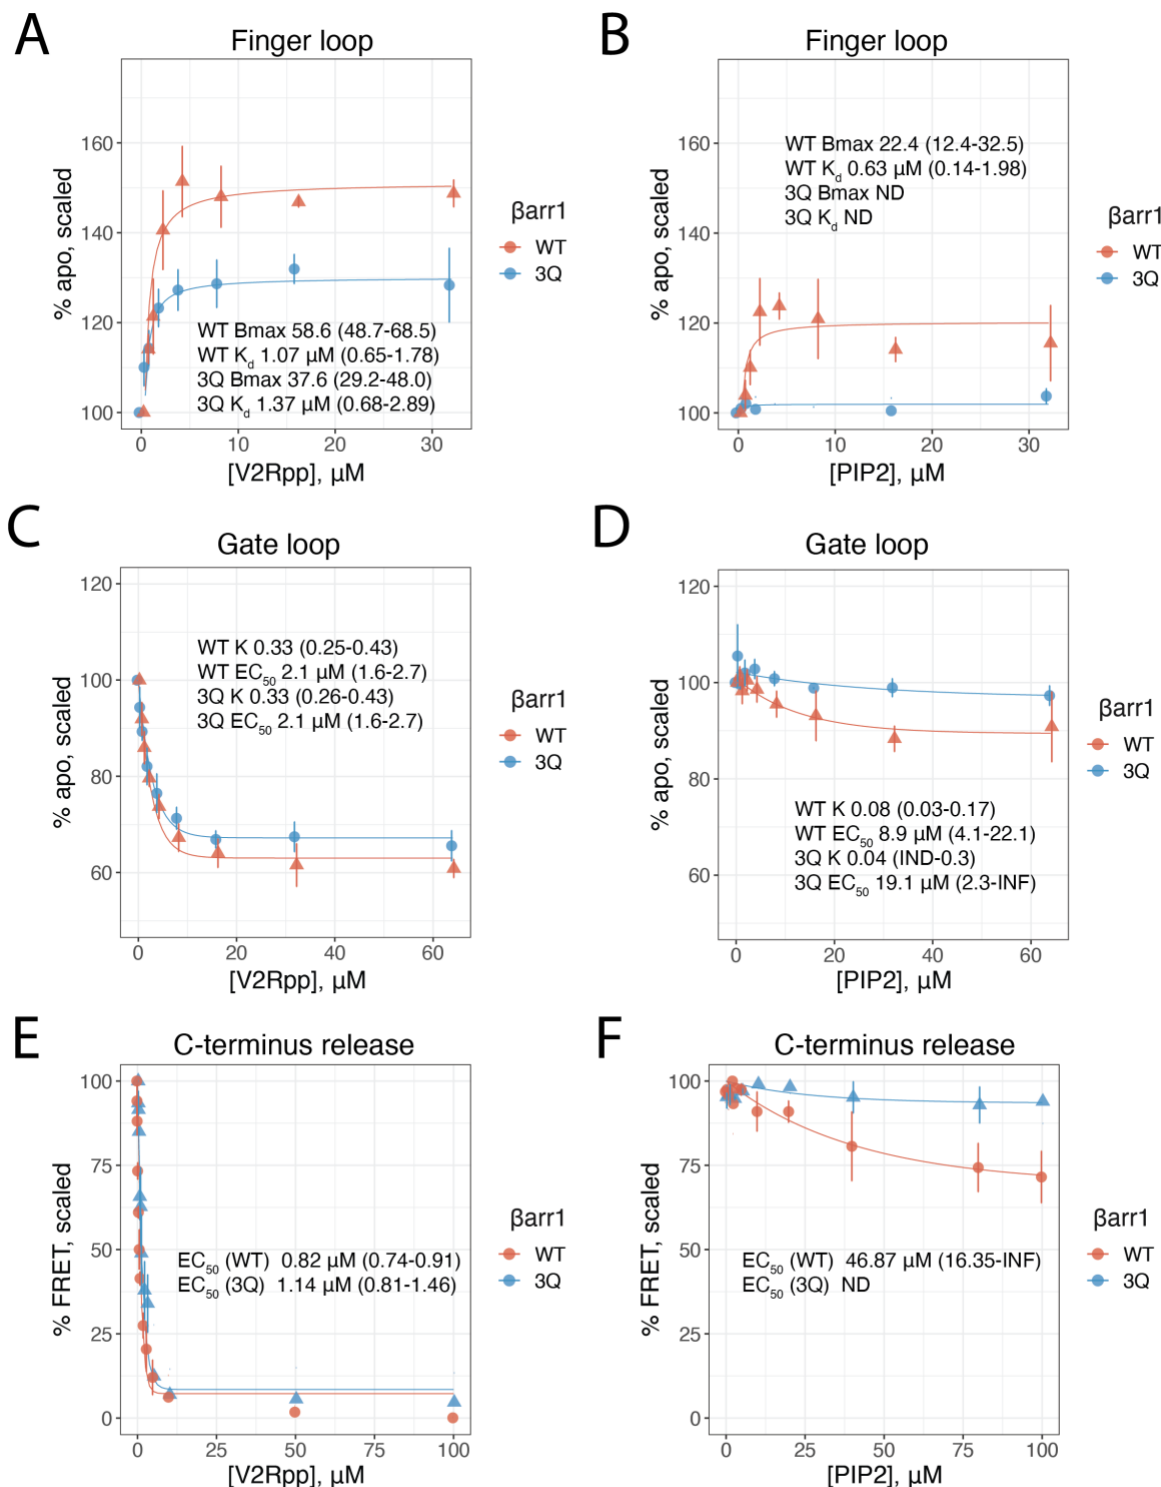 A
Finger loop
160
140
120
100
% apo, scaled
WT Bmax 58.6 (48.7-68.5)
WT Kd 1.07 μM (0.65-1.78)
3Q Bmax 37.6 (29.2-48.0)
3Q Kd 1.37 μM (0.68-2.89)
0 10 20 30
[V2Rpp], μM
βarr1
WT
3Q
B
Finger loop
160
140
120
100
% apo, scaled
WT Bmax 22.4 (12.4-32.5)
WT Kd 0.63 μM (0.14-1.98)
3Q Bmax ND
3Q Kd ND
0 10 20 30
[PIP2], μM
βarr1
WT
3Q
C
Gate loop
120
100
80
60
% apo, scaled
WT K 0.33 (0.25-0.43)
WT EC50 2.1 μM (1.6-2.7)
3Q K 0.33 (0.26-0.43)
3Q EC50 2.1 μM (1.6-2.7)
0 20 40 60
[V2Rpp], μM
βarr1
WT
3Q
D
Gate loop
120
100
80
60
% apo, scaled
WT K 0.08 (0.03-0.17)
WT EC50 8.9 μM (4.1-22.1)
3Q K 0.04 (IND-0.3)
3Q EC50 19.1 μM (2.3-INF)
0 20 40 60
[PIP2], μM
βarr1
WT
3Q
E
C-terminus release
100
75
50
25
0
% FRET, scaled
EC50 (WT) 0.82 μM (0.74-0.91)
EC50 (3Q) 1.14 μM (0.81-1.46)
0 25 50 75 100
[V2Rpp], μM
βarr1
WT
3Q
F
C-terminus release
100
75
50
25
0
% FRET, scaled
EC50 (WT) 46.87 μM (16.35-INF)
EC50 (3Q) ND
0 25 50 75 100
[PIP2], μM
βarr1
WT
3Q